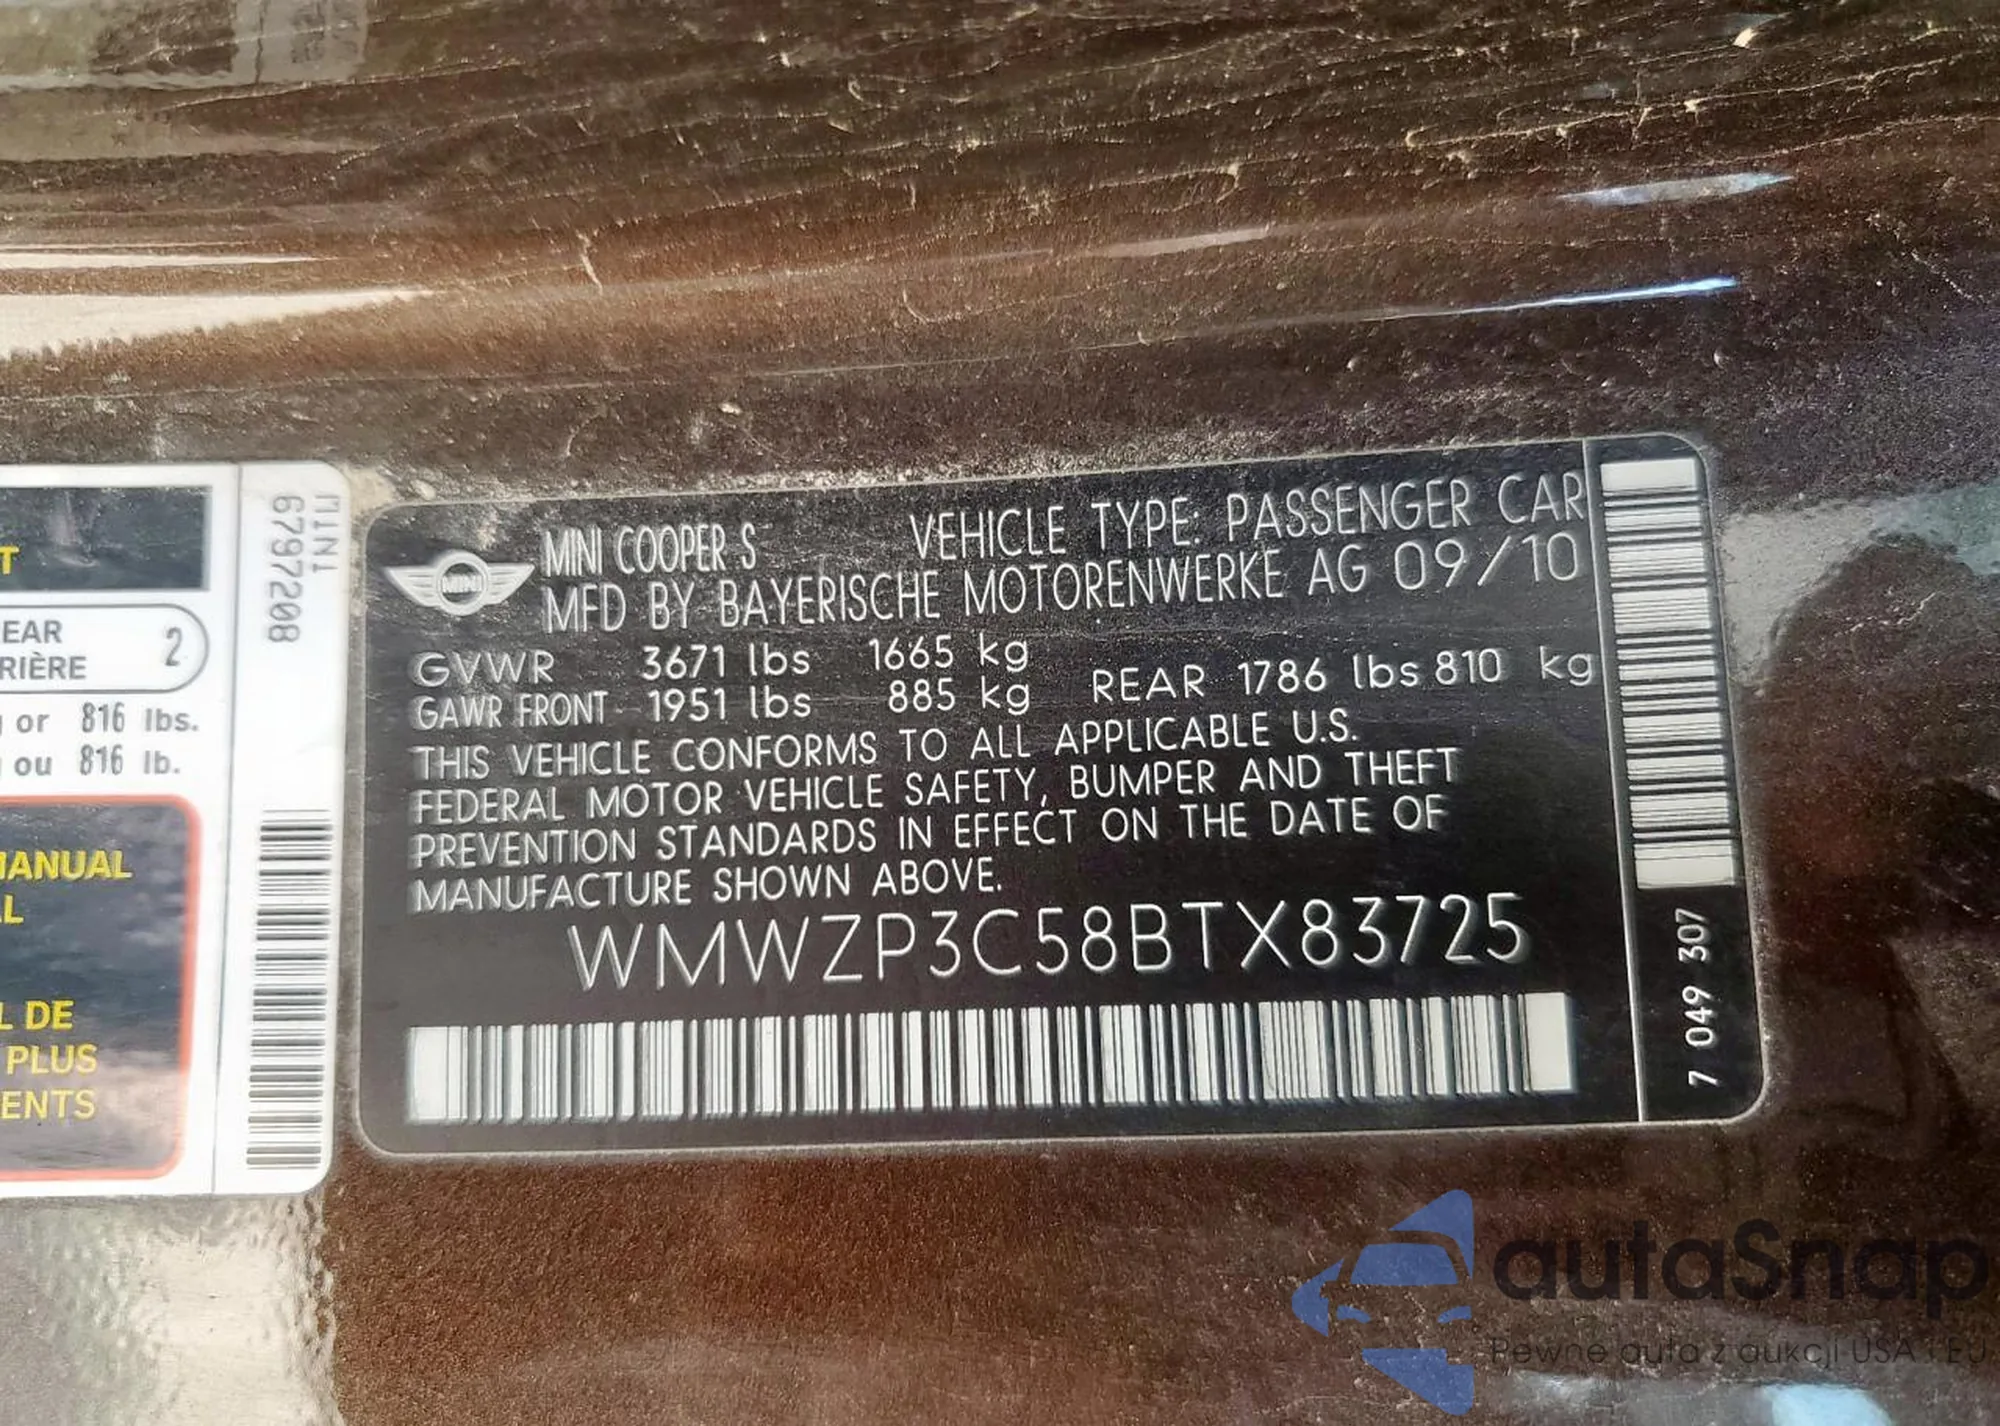 T
EAR 2
RIÈRE
or 816 lbs.
ou 816 lb.
MANUAL
AL
L DE
PLUS
ENTS
MINI
6797208
MINI
MINI COOPER S VEHICLE TYPE: PASSENGER CAR
MFD BY BAYERISCHE MOTORENWERKE AG 09/10
GVWR 3671 lbs 1665 kg
GAWR FRONT 1951 lbs 885 kg REAR 1786 lbs 810 kg
THIS VEHICLE CONFORMS TO ALL APPLICABLE U.S.
FEDERAL MOTOR VEHICLE SAFETY, BUMPER AND THEFT
PREVENTION STANDARDS IN EFFECT ON THE DATE OF
MANUFACTURE SHOWN ABOVE.
WMWZP3C58BTX83725
7 049 307
autaSnap
Pewne auta z aukcji USA i EU